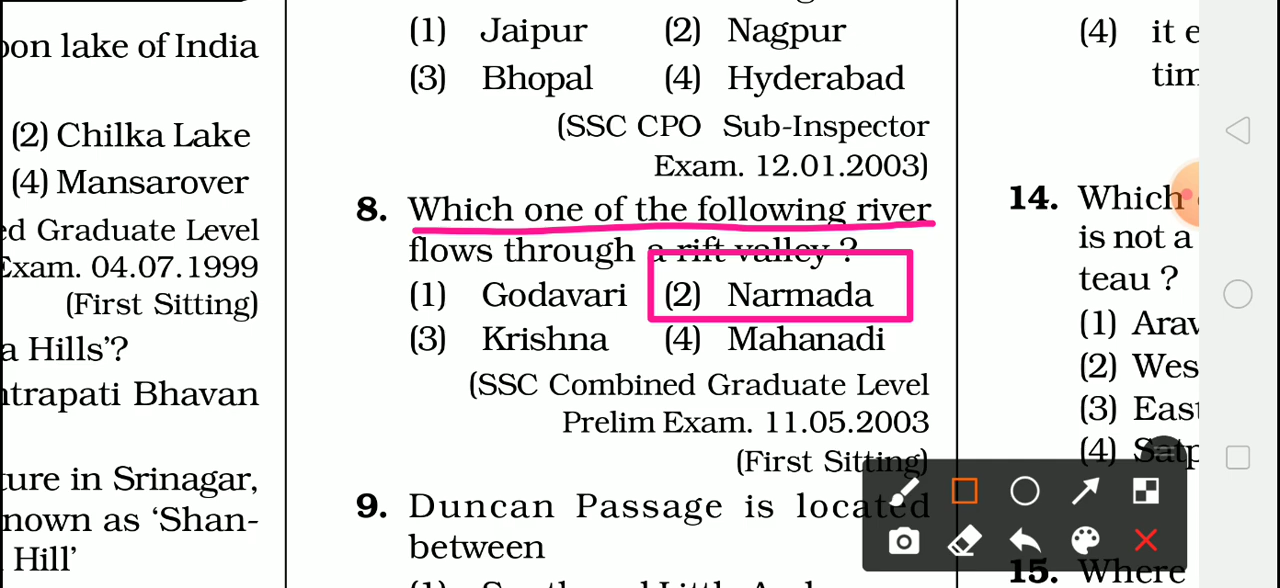 oon lake of India
(2) Chilka Lake
(4) Mansarover
ed Graduate Level
Exam. 04.07.1999
(First Sitting)
a Hills’?
ntrapati Bhavan
ture in Srinagar,
nown as ‘Shan-
Hill’
(1) Jaipur (2) Nagpur
(3) Bhopal (4) Hyderabad
(SSC CPO Sub-Inspector
Exam. 12.01.2003)
8. Which one of the following river
flows through a rift valley ?
(1) Godavari (2) Narmada
(3) Krishna (4) Mahanadi
(SSC Combined Graduate Level
Prelim Exam. 11.05.2003
(First Sitting)
9. Duncan Passage is located
between
(4) it e
tim
14. Which
is not a
teau ?
(1) Arav
(2) Wes
(3) East
(4) Satp
15. Where